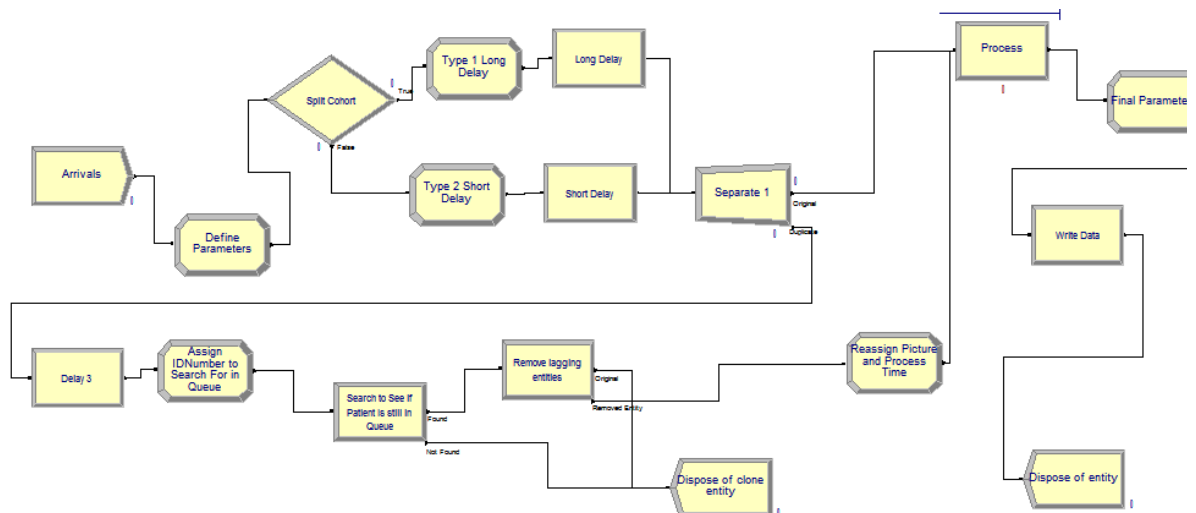 Process
Final Paramete
Type 1 Long
Delay
Long Delay
Split Cohort
True
False
Arrivals
Type 2 Short
Delay
Short Delay
Separate 1
Original
Duplicate
Define
Parameters
Write Data
Delay 3
Assign
IDNumber to
Search For in
Queue
Search to See If
Patient is still in
Queue
Found
Not Found
Remove lagging
entities
Original
Removed Entity
Reassign Picture
and Process
Time
Dispose of clone
entity
Dispose of entity